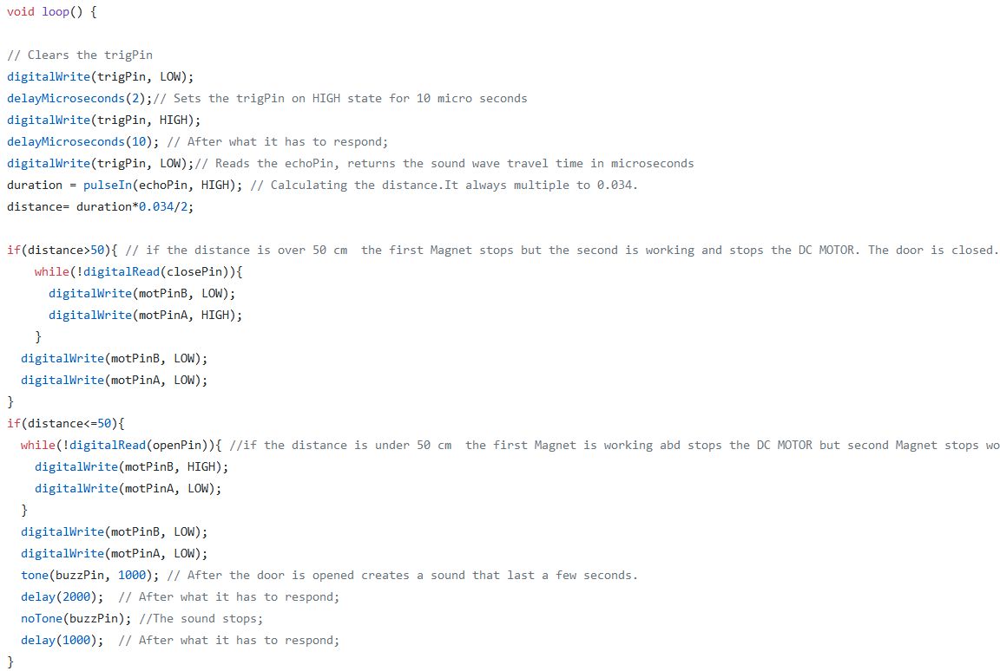 void loop() {
// Clears the trigPin
digitalWrite(trigPin, LOW);
delayMicroseconds(2);// Sets the trigPin on HIGH state for 10 micro seconds
digitalWrite(trigPin, HIGH);
delayMicroseconds(10); // After what it has to respond;
digitalWrite(trigPin, LOW);// Reads the echoPin, returns the sound wave travel time in microseconds
duration = pulseIn(echoPin, HIGH); // Calculating the distance.It always multiple to 0.034.
distance= duration*0.034/2;
if(distance>50){ // if the distance is over 50 cm  the first Magnet stops but the second is working and stops the DC MOTOR. The door is closed.
    while(!digitalRead(closePin)){
      digitalWrite(motPinB, LOW);
      digitalWrite(motPinA, HIGH);
    }
  digitalWrite(motPinB, LOW);
  digitalWrite(motPinA, LOW);
}
if(distance<=50){
  while(!digitalRead(openPin)){ //if the distance is under 50 cm  the first Magnet is working abd stops the DC MOTOR but second Magnet stops wo
    digitalWrite(motPinB, HIGH);
    digitalWrite(motPinA, LOW);
  }
  digitalWrite(motPinB, LOW);
  digitalWrite(motPinA, LOW);
  tone(buzzPin, 1000); // After the door is opened creates a sound that last a few seconds.
  delay(2000);  // After what it has to respond;
  noTone(buzzPin); //The sound stops;
  delay(1000);  // After what it has to respond;
}